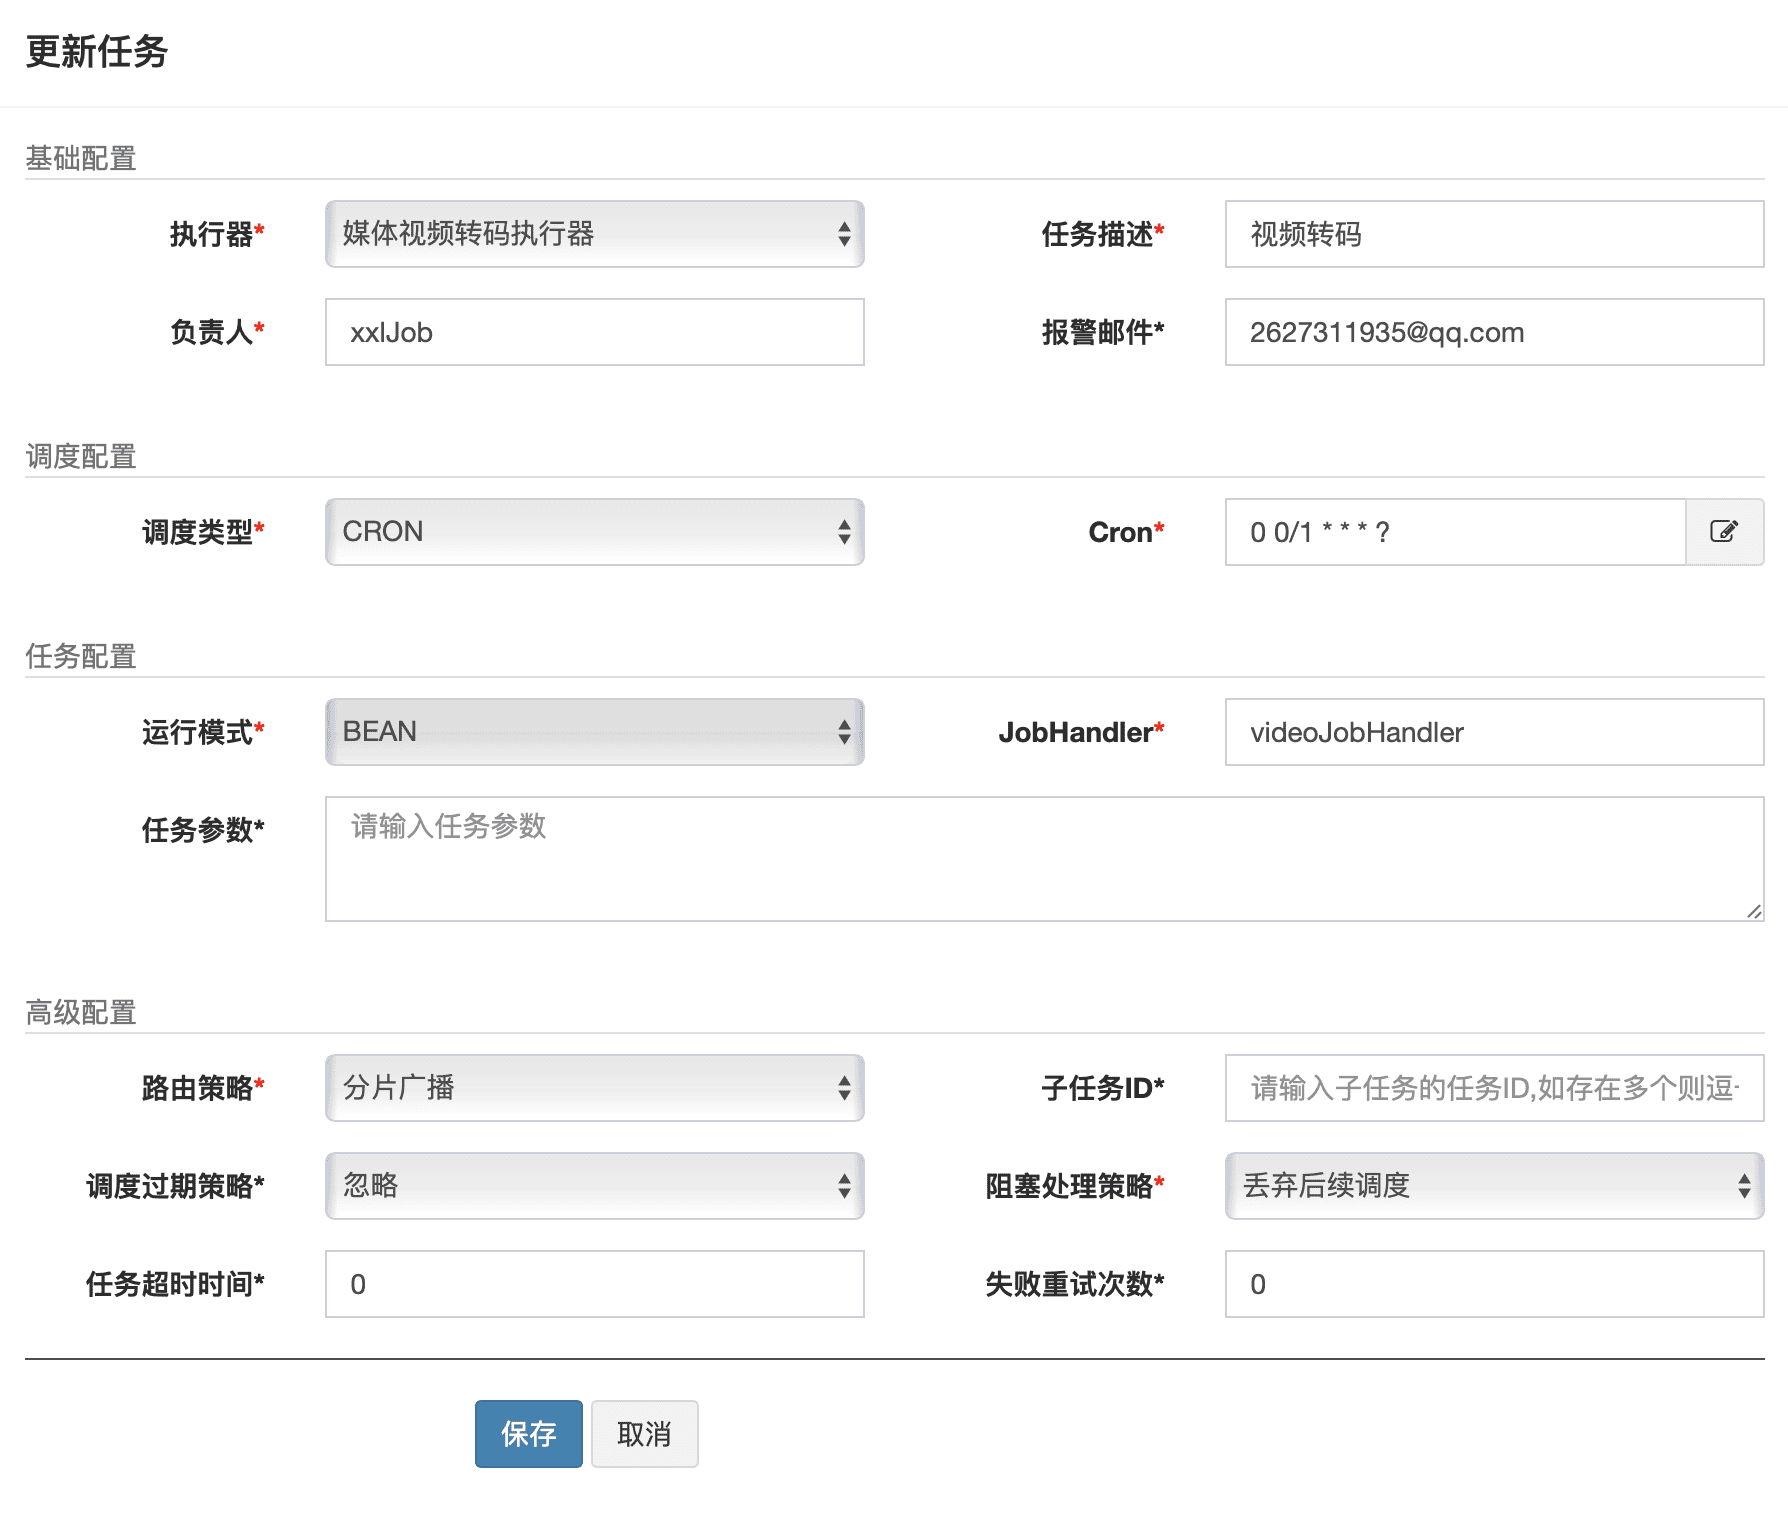 更新任务
基础配置
执行器* 媒体视频转码执行器 任务描述* 视频转码
负责人* xxlJob 报警邮件* 2627311935@qq.com
调度配置
调度类型* CRON Cron* 0 0/1 * * * ?
任务配置
运行模式* BEAN JobHandler* videoJobHandler
任务参数* 请输入任务参数
高级配置
路由策略* 分片广播 子任务ID* 请输入子任务的任务ID,如存在多个则逗
调度过期策略* 忽略 阻塞处理策略* 丢弃后续调度
任务超时时间* 0 失败重试次数* 0
保存 取消